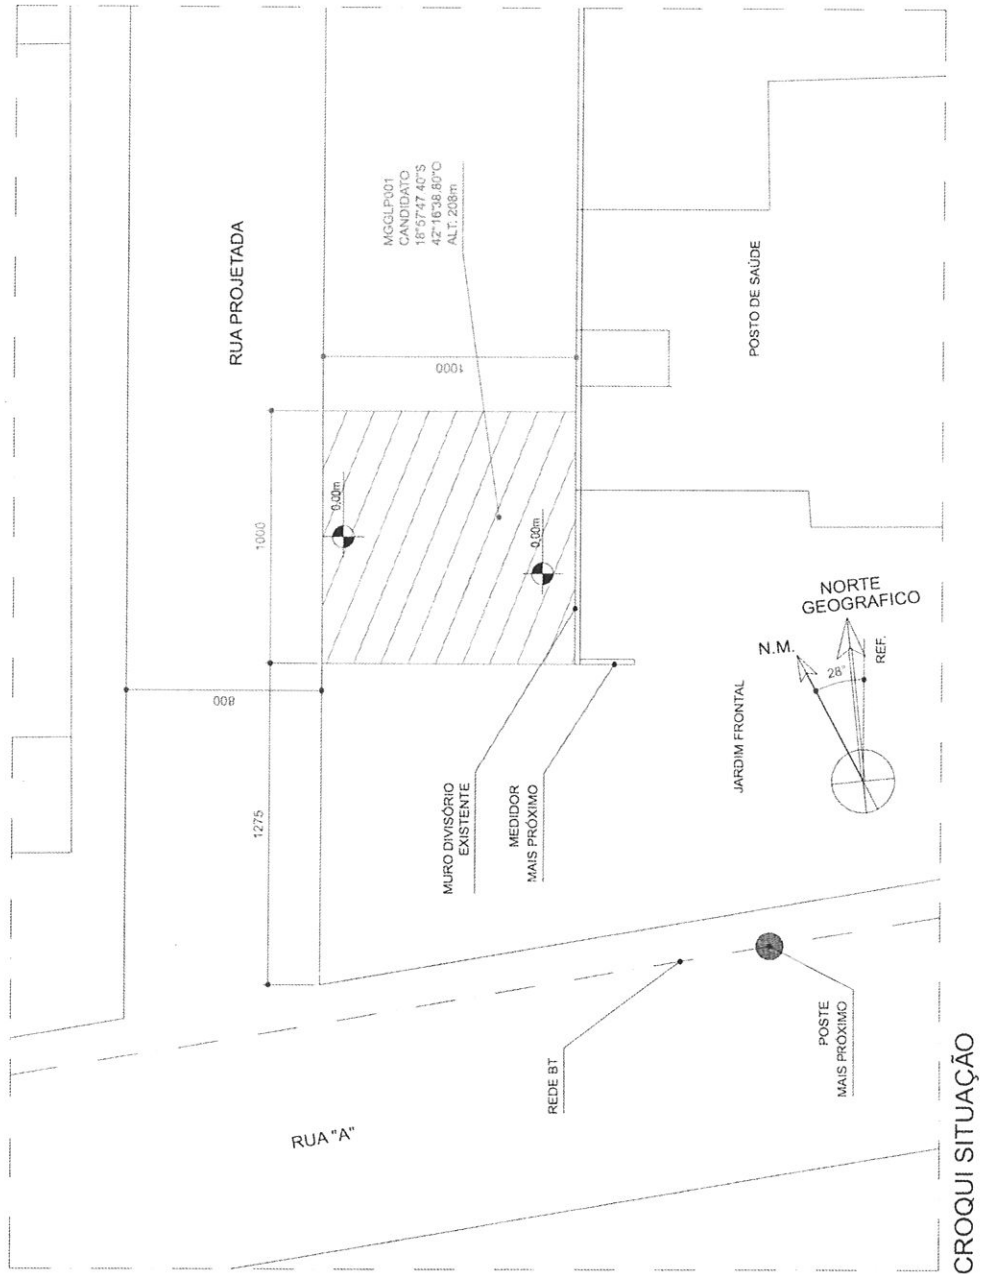 RUA PROJETADA
MGGLP001
CANDIDATO
18°57'47.40"S
42°16'38.80"O
ALT: 208m
1000
1000
0,00m
0,00m
POSTO DE SAÚDE
800
1275
MURO DIVISÓRIO
EXISTENTE
MEDIDOR
MAIS PRÓXIMO
JARDIM FRONTAL
N.M.
28°
NORTE
GEOGRAFICO
REF.
REDE BT
POSTE
MAIS PRÓXIMO
RUA "A"
CROQUI SITUAÇÃO